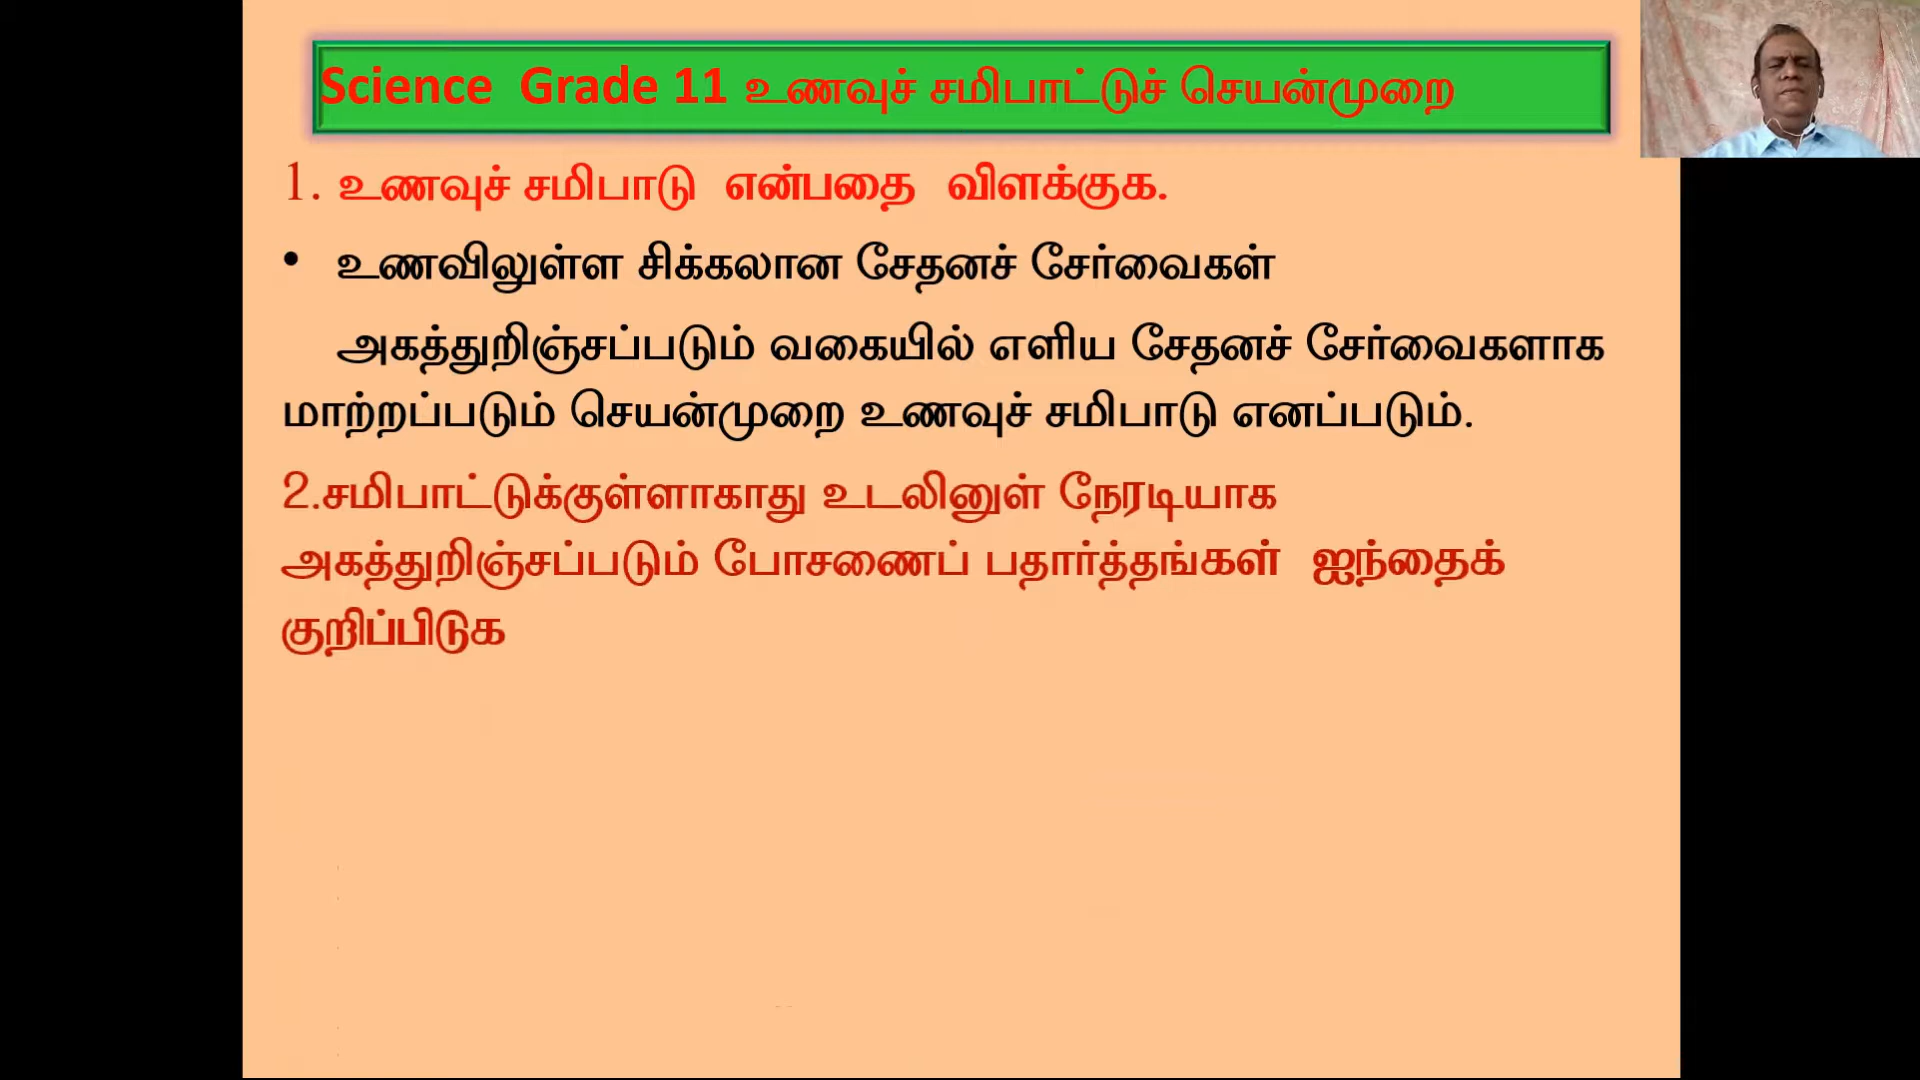 Science Grade 11 உணவுச் சமிபாட்டுச் செயன்முறை
1. உணவுச் சமிபாடு என்பதை விளக்குக.
• உணவிலுள்ள சிக்கலான சேதனச் சேர்வைகள்
அகத்துறிஞ்சப்படும் வகையில் எளிய சேதனச் சேர்வைகளாக
மாற்றப்படும் செயன்முறை உணவுச் சமிபாடு எனப்படும்.
2.சமிபாட்டுக்குள்ளாகாது உடலினுள் நேரடியாக
அகத்துறிஞ்சப்படும் போசணைப் பதார்த்தங்கள் ஐந்தைக்
குறிப்பிடுக